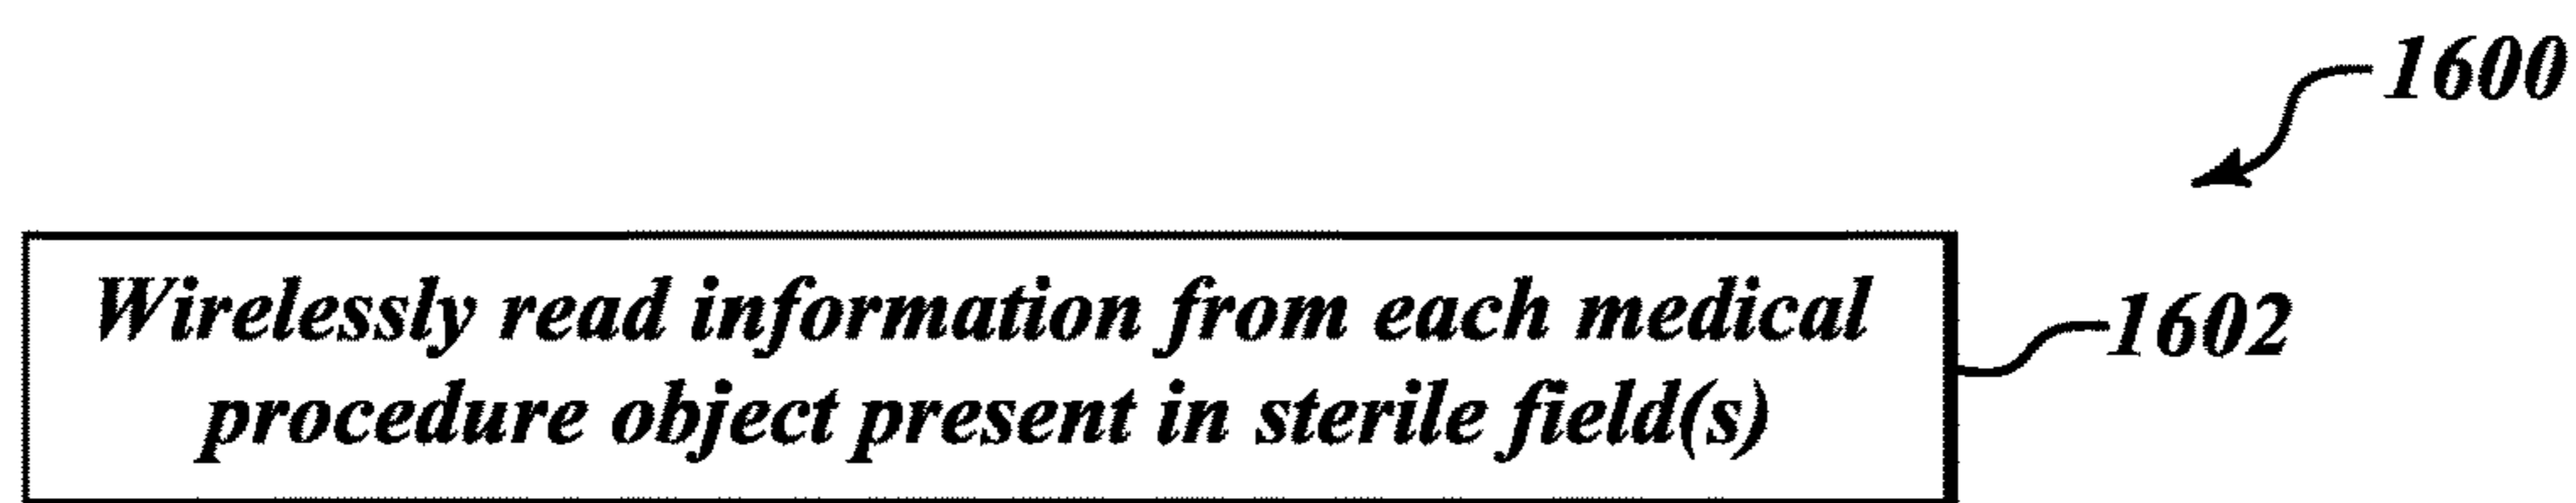 1600
Wirelessly read information from each medical
procedure object present in sterile field(s)
1602